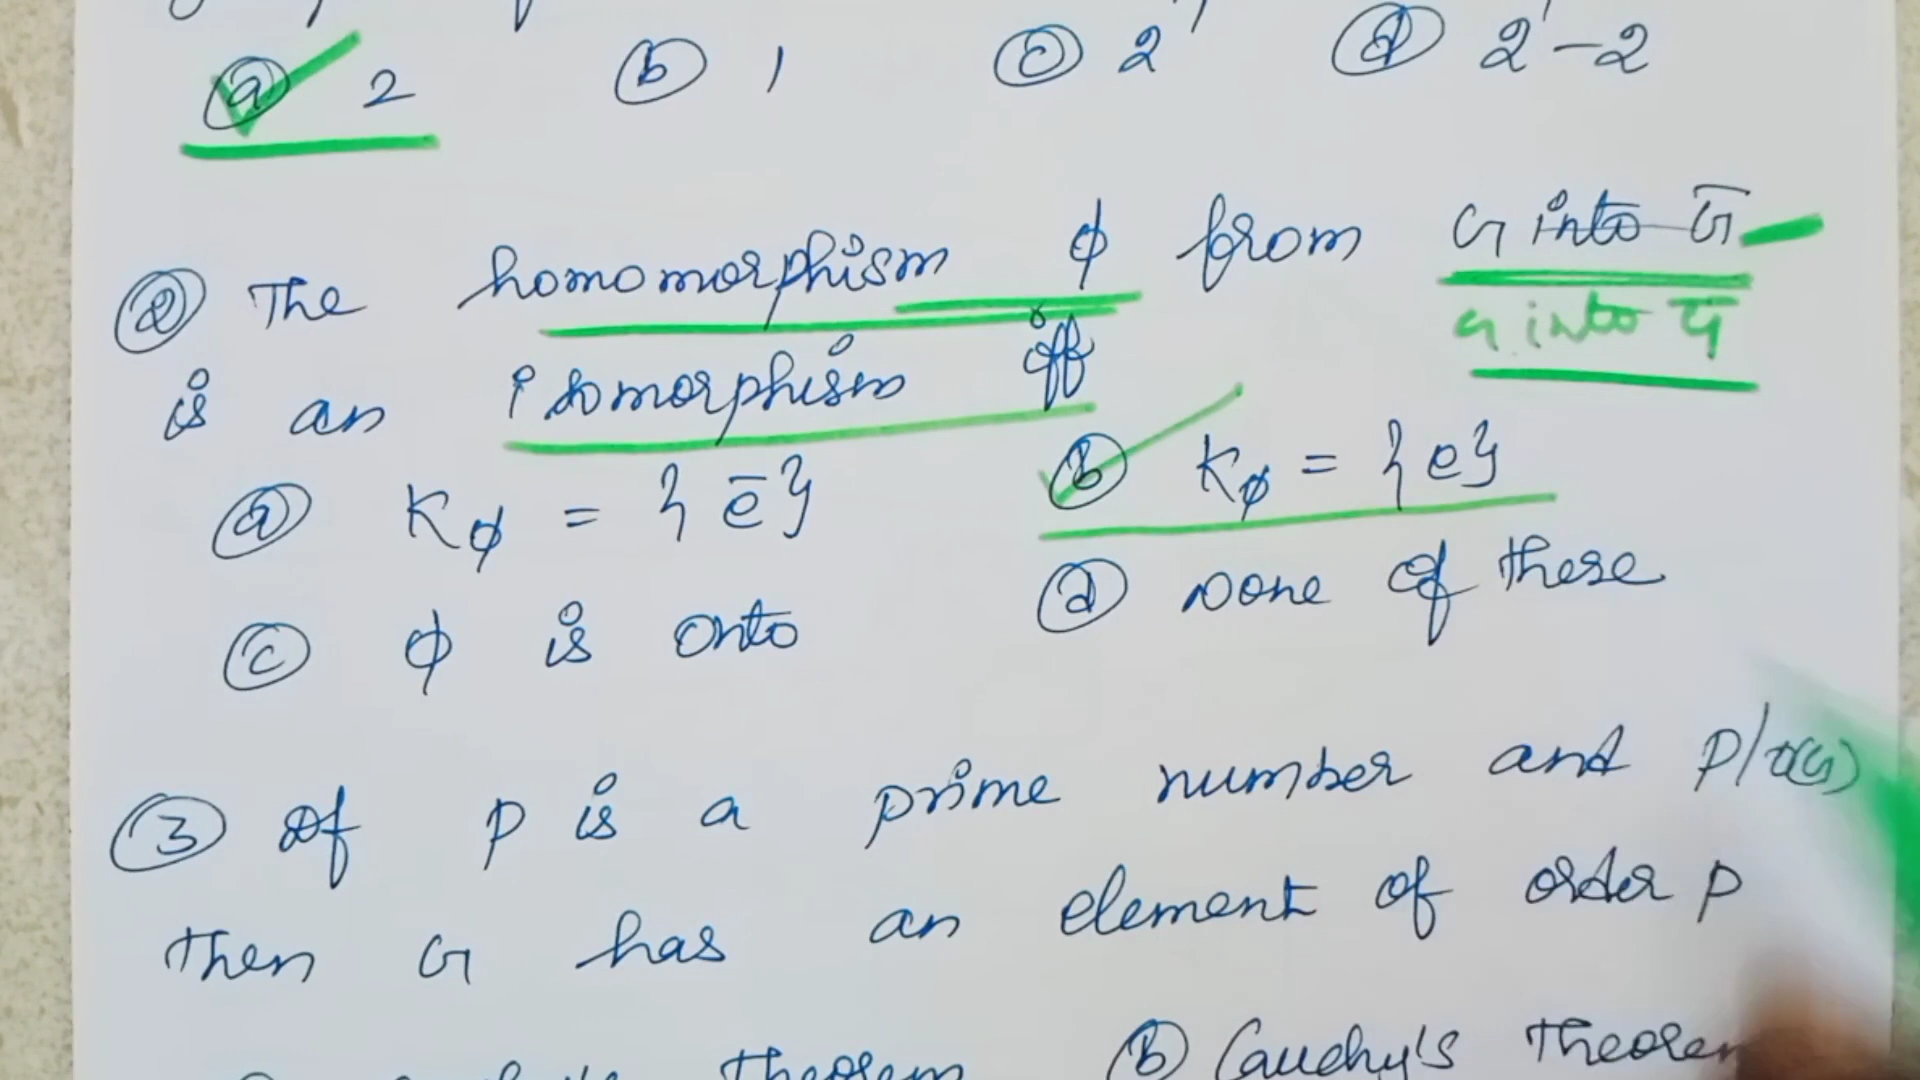 ⓐ 2 ⓑ 1 ⓒ 2 ⓓ 2 - 2
② The homomorphism ϕ from G into G̅
G into G̅
is an isomorphism iff
ⓐ Kϕ = {e̅} ⓑ Kϕ = {e}
ⓒ ϕ is onto ⓓ None of these
③ If p is a prime number and P/o(G)
Then G has an element of order p
Theorem ⓑ Cauchy's Theorem